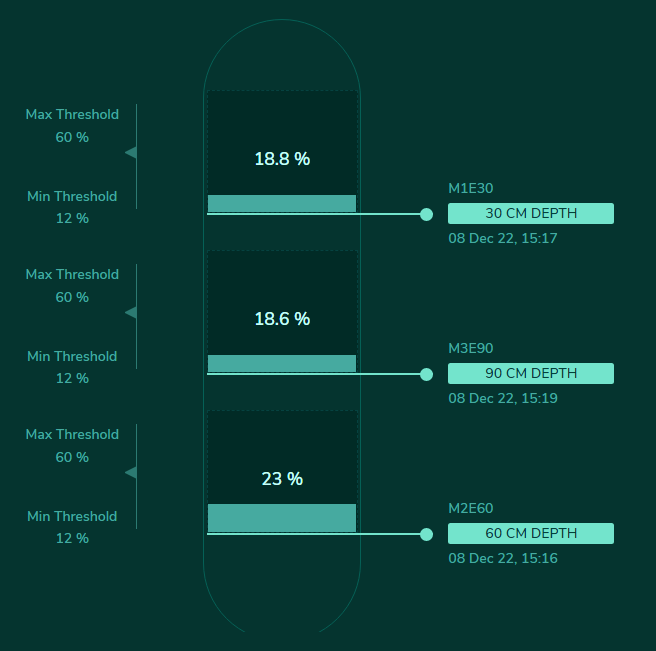 Max Threshold
60 %
18.8 %
M1E30
Min Threshold
30 CM DEPTH
12 %
08 Dec 22, 15:17
Max Threshold
60 %
18.6 %
M3E90
Min Threshold
90 CM DEPTH
12 %
08 Dec 22, 15:19
Max Threshold
60 %
23 %
M2E60
Min Threshold
60 CM DEPTH
12 %
08 Dec 22, 15:16